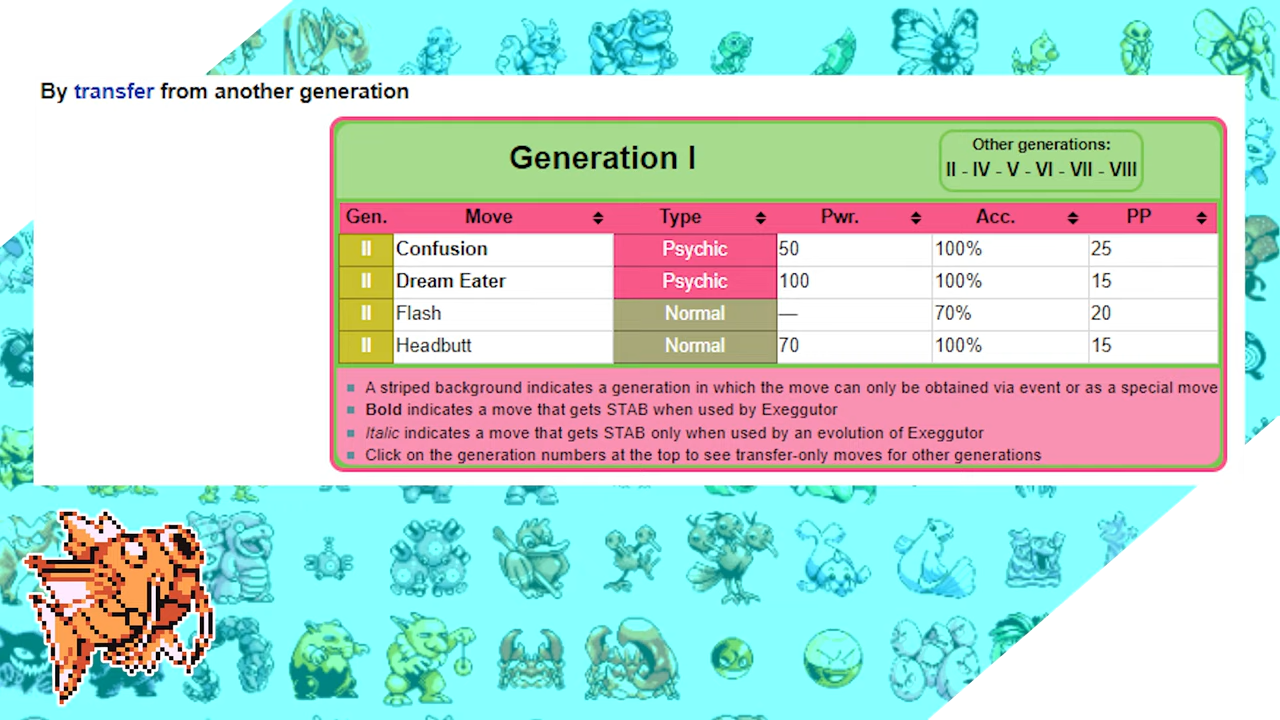 By transfer from another generation
Generation I
Other generations:
II - IV - V - VI - VII - VIII
Gen. Move Type Pwr. Acc. PP
II Confusion Psychic 50 100% 25
II Dream Eater Psychic 100 100% 15
II Flash Normal — 70% 20
II Headbutt Normal 70 100% 15
A striped background indicates a generation in which the move can only be obtained via event or as a special move
Bold indicates a move that gets STAB when used by Exeggutor
Italic indicates a move that gets STAB only when used by an evolution of Exeggutor
Click on the generation numbers at the top to see transfer-only moves for other generations